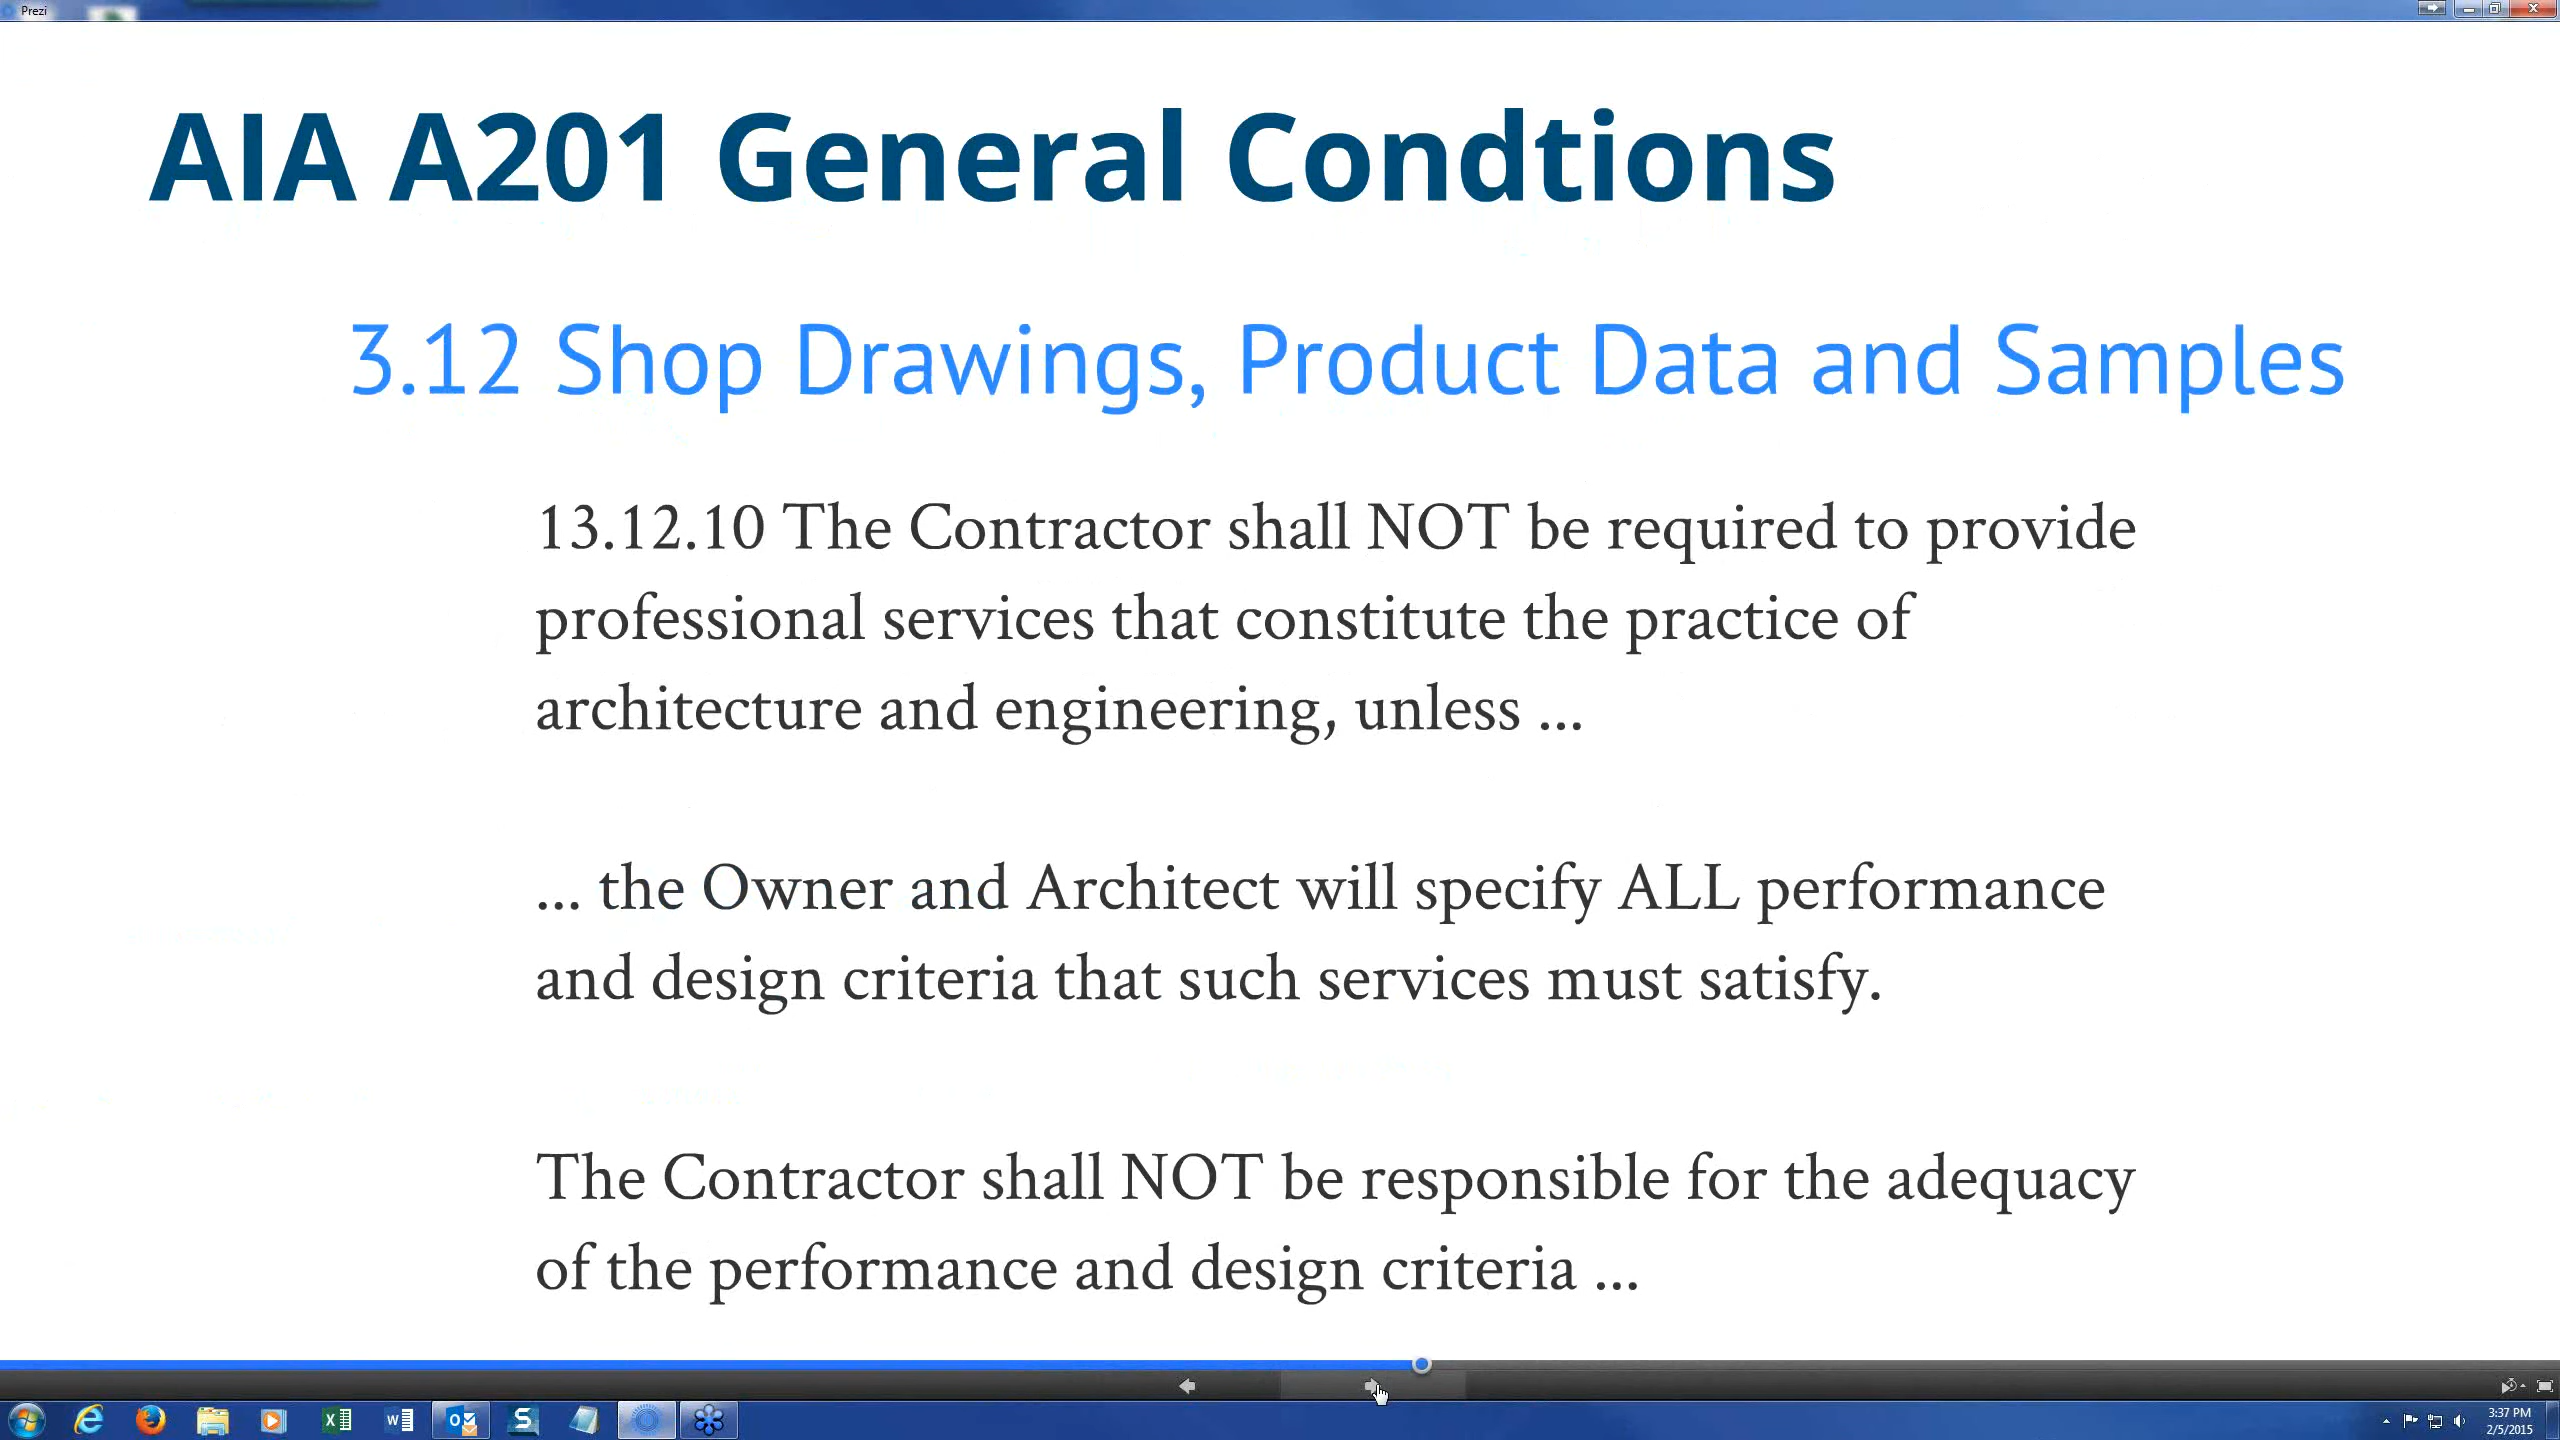 Prezi
AIA A201 General Condtions
3.12 Shop Drawings, Product Data and Samples
13.12.10 The Contractor shall NOT be required to provide
professional services that constitute the practice of
architecture and engineering, unless ...
... the Owner and Architect will specify ALL performance
and design criteria that such services must satisfy.
The Contractor shall NOT be responsible for the adequacy
of the performance and design criteria ...
3:37 PM
2/5/2015